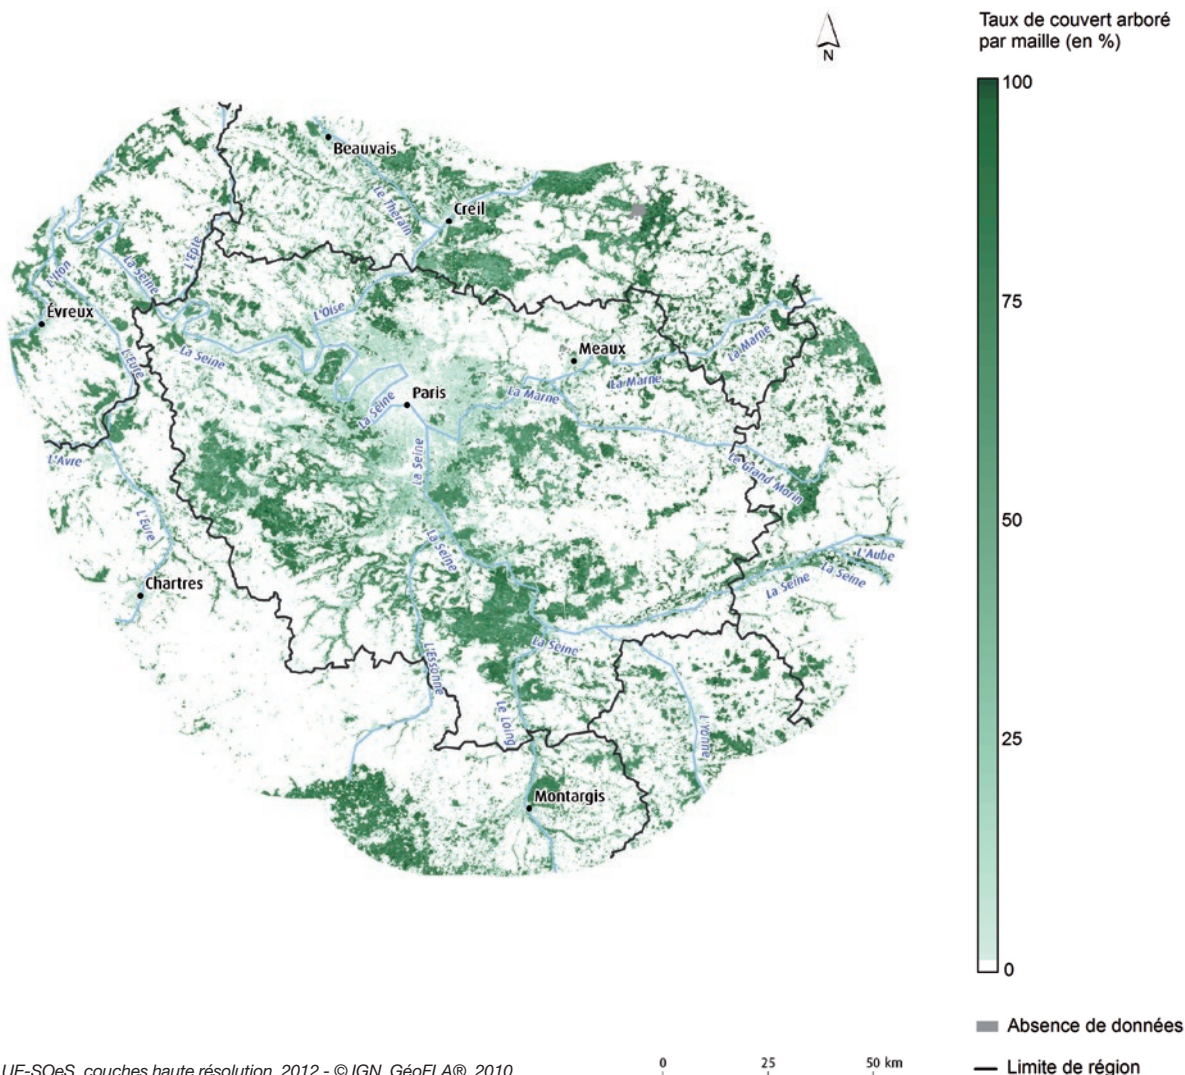 Taux de couvert arboré
par maille (en %)
N
100
75
50
25
0
Absence de données
Limite de région
Beauvais
Le Thérain
Creil
L'Epte
La Seine
L'Iton
Évreux
L'Oise
La Seine
L'Eure
Meaux
La Marne
La Marne
La Marne
Paris
La Seine
La Seine
L'Avre
Le Grand Morin
L'Eure
La Seine
L'Aube
La Seine
La Seine
Chartres
La Seine
L'Essonne
Le Loing
L'Yonne
Montargis
0 25 50 km
UE-SOeS, couches haute résolution, 2012 - © IGN, GéoFLA®, 2010